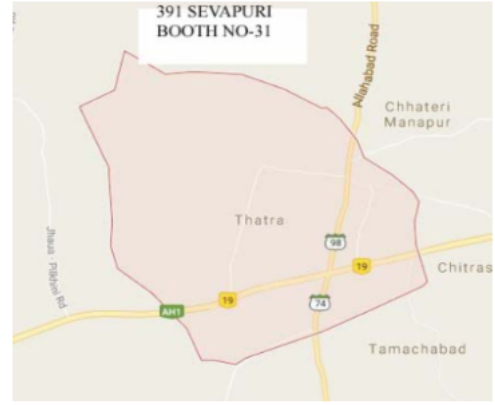 391 SEVAPURI
BOOTH NO-31
Allahabad Road
Chhateri
Manapur
Thatra
98
Jhaua - Pilkhini Rd
19
Chitras
19
74
AH1
Tamachabad